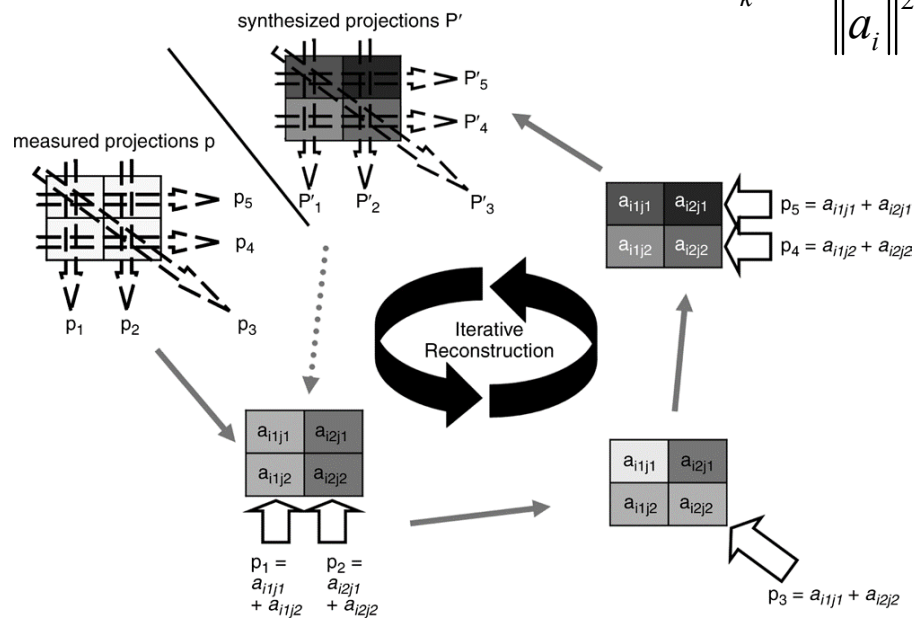 k
‖a_i‖²
synthesized projections P'
P'5
P'4
P'1
P'2
P'3
measured projections p
p5
p4
p1
p2
p3
a_i1j1 a_i2j1
a_i1j2 a_i2j2
p5 = a_i1j1 + a_i2j1
p4 = a_i1j2 + a_i2j2
Iterative
Reconstruction
a_i1j1 a_i2j1
a_i1j2 a_i2j2
p1 =
a_i1j1
+ a_i1j2
p2 =
a_i2j1
+ a_i2j2
a_i1j1 a_i2j1
a_i1j2 a_i2j2
p3 = a_i1j1 + a_i2j2